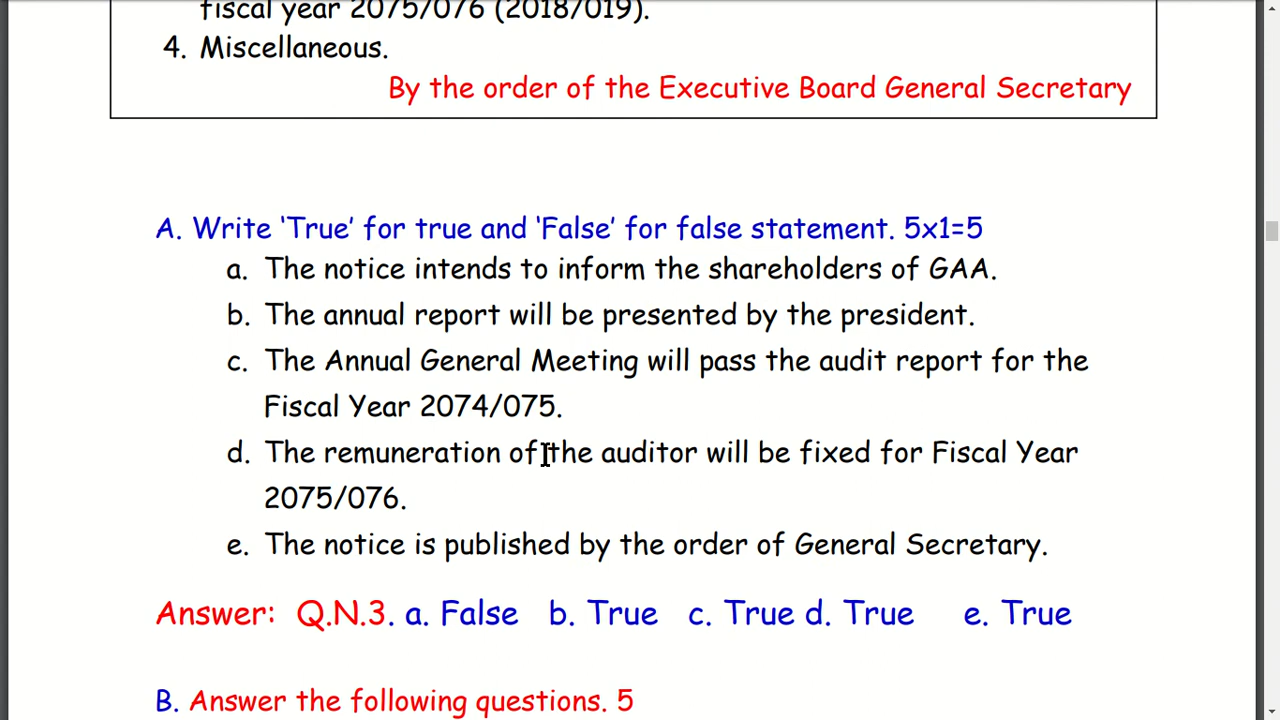 fiscal year 2075/076 (2018/019).
4. Miscellaneous.
By the order of the Executive Board General Secretary
A. Write ‘True’ for true and ‘False’ for false statement. 5x1=5
a. The notice intends to inform the shareholders of GAA.
b. The annual report will be presented by the president.
c. The Annual General Meeting will pass the audit report for the
Fiscal Year 2074/075.
d. The remuneration of the auditor will be fixed for Fiscal Year
2075/076.
e. The notice is published by the order of General Secretary.
Answer: Q.N.3. a. False b. True c. True d. True e. True
B. Answer the following questions. 5